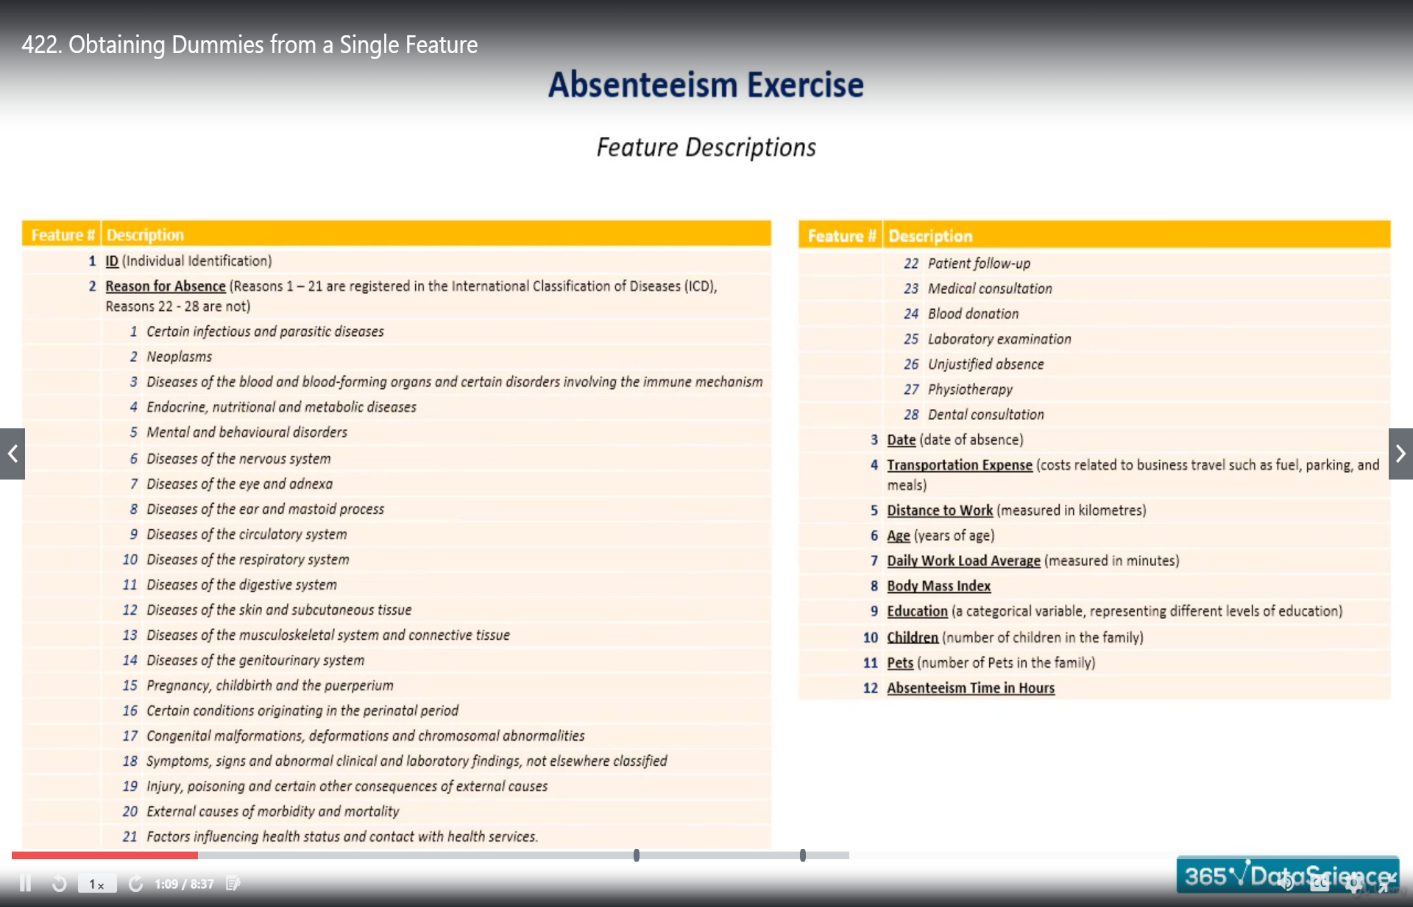 422. Obtaining Dummies from a Single Feature
Absenteeism Exercise
Feature Descriptions
Feature # Description
1 ID (Individual Identification)
2 Reason for Absence (Reasons 1 – 21 are registered in the International Classification of Diseases (ICD),
Reasons 22 - 28 are not)
1 Certain infectious and parasitic diseases
2 Neoplasms
3 Diseases of the blood and blood-forming organs and certain disorders involving the immune mechanism
4 Endocrine, nutritional and metabolic diseases
5 Mental and behavioural disorders
6 Diseases of the nervous system
7 Diseases of the eye and adnexa
8 Diseases of the ear and mastoid process
9 Diseases of the circulatory system
10 Diseases of the respiratory system
11 Diseases of the digestive system
12 Diseases of the skin and subcutaneous tissue
13 Diseases of the musculoskeletal system and connective tissue
14 Diseases of the genitourinary system
15 Pregnancy, childbirth and the puerperium
16 Certain conditions originating in the perinatal period
17 Congenital malformations, deformations and chromosomal abnormalities
18 Symptoms, signs and abnormal clinical and laboratory findings, not elsewhere classified
19 Injury, poisoning and certain other consequences of external causes
20 External causes of morbidity and mortality
21 Factors influencing health status and contact with health services.
Feature # Description
22 Patient follow-up
23 Medical consultation
24 Blood donation
25 Laboratory examination
26 Unjustified absence
27 Physiotherapy
28 Dental consultation
3 Date (date of absence)
4 Transportation Expense (costs related to business travel such as fuel, parking, and
meals)
5 Distance to Work (measured in kilometres)
6 Age (years of age)
7 Daily Work Load Average (measured in minutes)
8 Body Mass Index
9 Education (a categorical variable, representing different levels of education)
10 Children (number of children in the family)
11 Pets (number of Pets in the family)
12 Absenteeism Time in Hours
1x
1:09 / 8:37
365 DataScience